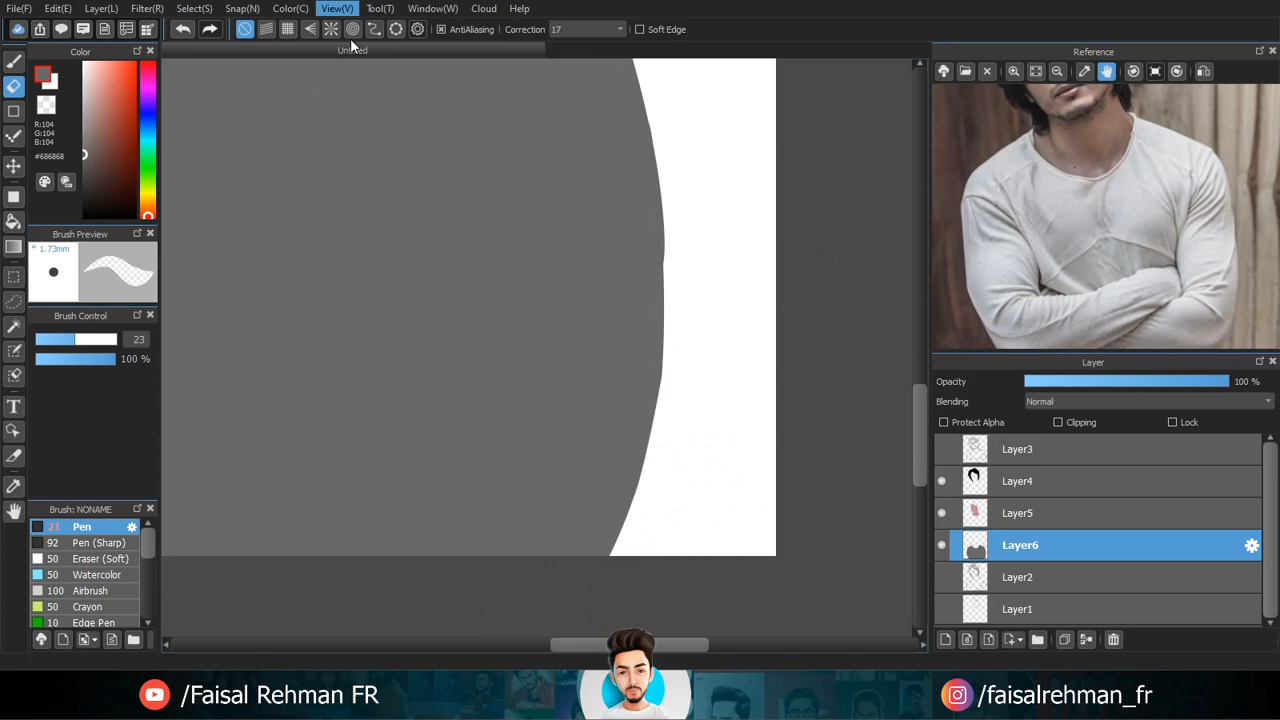 File(F) Edit(E) Layer(L) Filter(R) Select(S) Snap(N) Color(C) View(V) Tool(T) Window(W) Cloud Help
AntiAliasing Correction 17 Soft Edge
Color
R:104
G:104
B:104
#686868
Brush Preview
* 1.73mm
Brush Control
23
100 %
Brush: NONAME
21 Pen
92 Pen (Sharp)
50 Eraser (Soft)
50 Watercolor
100 Airbrush
50 Crayon
10 Edge Pen
Reference
Layer
Opacity 100 %
Blending Normal
Protect Alpha Clipping Lock
Layer3
Layer4
Layer5
Layer6
Layer2
Layer1
/Faisal Rehman FR
/faisalrehman_fr